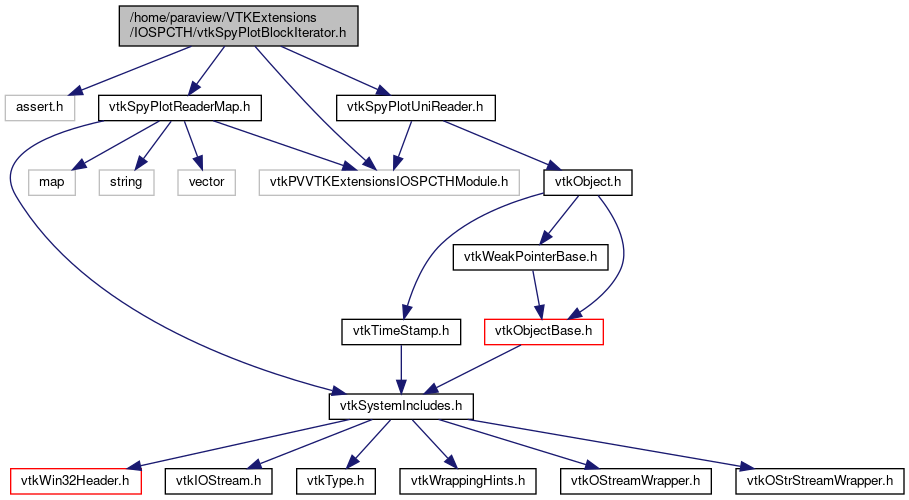 /home/paraview/VTKExtensions
/IOSPCTH/vtkSpyPlotBlockIterator.h
assert.h
vtkSpyPlotReaderMap.h
vtkSpyPlotUniReader.h
map
string
vector
vtkPVVTKExtensionsIOSPCTHModule.h
vtkObject.h
vtkWeakPointerBase.h
vtkTimeStamp.h
vtkObjectBase.h
vtkSystemIncludes.h
vtkWin32Header.h
vtkIOStream.h
vtkType.h
vtkWrappingHints.h
vtkOStreamWrapper.h
vtkOStrStreamWrapper.h